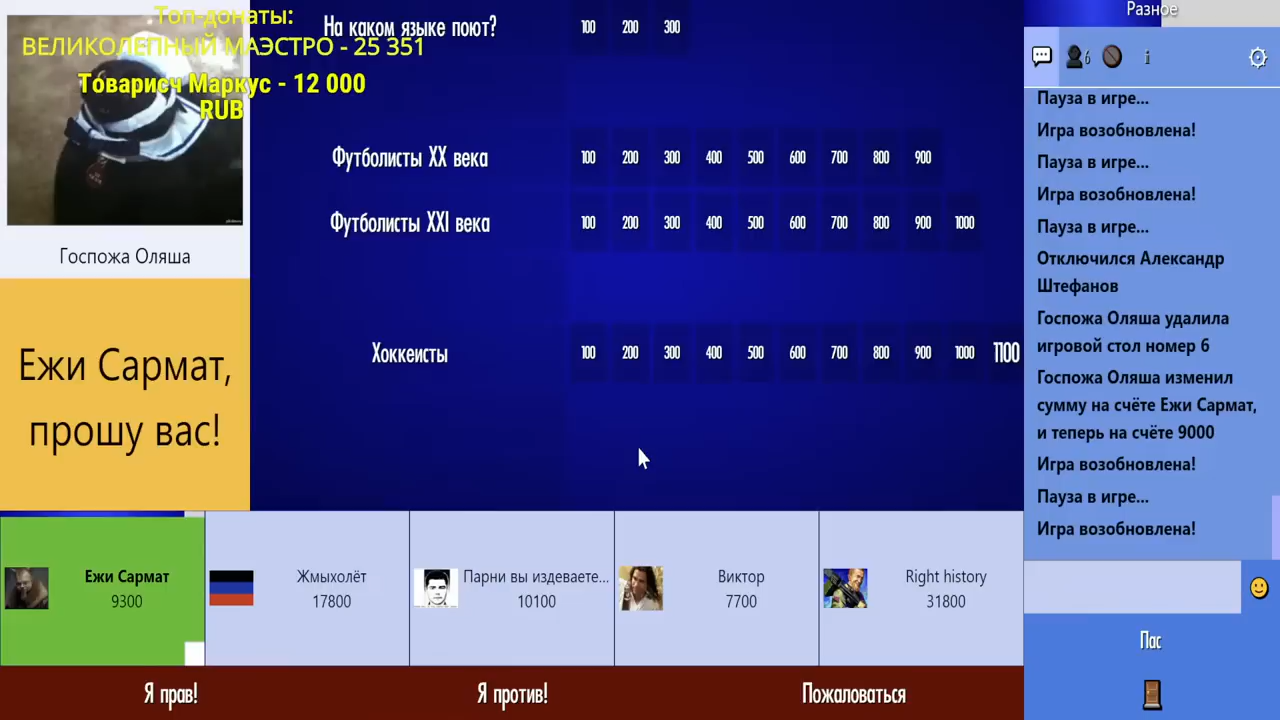 Топ-донаты:
ВЕЛИКОЛЕПНЫЙ МАЭСТРО - 25 351
Товарисч Маркус - 12 000
RUB
Госпожа Оляша
Ежи Сармат,
прошу вас!
На каком языке поют? 100 200 300
Футболисты XX века 100 200 300 400 500 600 700 800 900
Футболисты XXI века 100 200 300 400 500 600 700 800 900 1000
Хоккеисты 100 200 300 400 500 600 700 800 900 1000 1100
Разное
6
i
Пауза в игре...
Игра возобновлена!
Пауза в игре...
Игра возобновлена!
Пауза в игре...
Отключился Александр
Штефанов
Госпожа Оляша удалила
игровой стол номер 6
Госпожа Оляша изменил
сумму на счёте Ежи Сармат,
и теперь на счёте 9000
Игра возобновлена!
Пауза в игре...
Игра возобновлена!
Пас
Ежи Сармат
9300
Жмыхолёт
17800
Парни вы издеваете...
10100
Виктор
7700
Right history
31800
Я прав!
Я против!
Пожаловаться